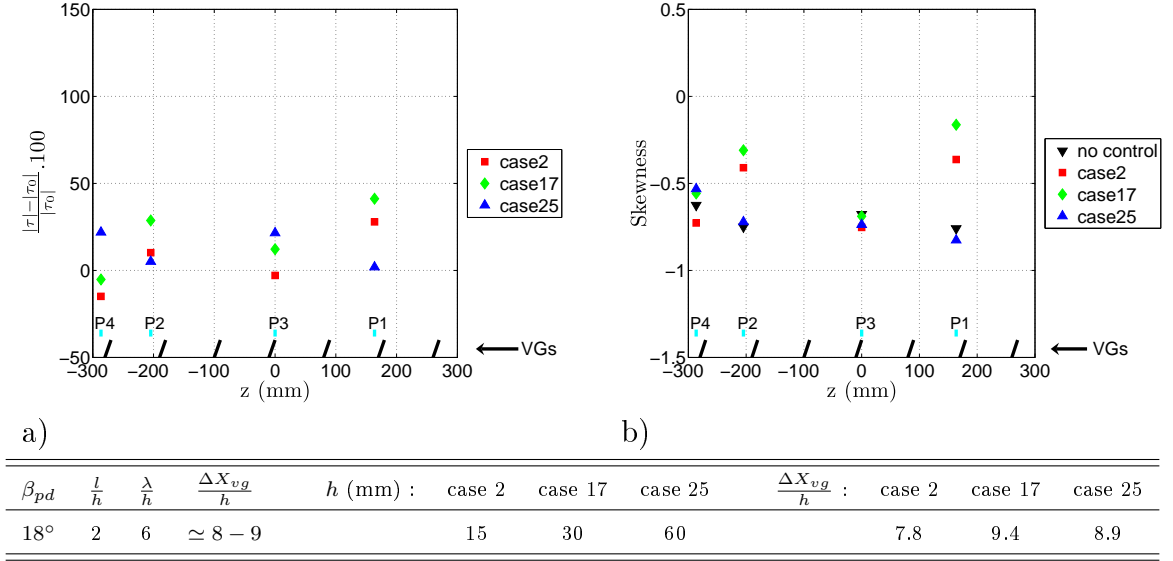 150
100
50
0
−50
−300 −200 −100 0 100 200 300
|τ|−|τ₀| / |τ₀| .100
z (mm)
P4 P2 P3 P1
VGs
case2
case17
case25
a)
0.5
0
−0.5
−1
−1.5
−300 −200 −100 0 100 200 300
Skewness
z (mm)
P4 P2 P3 P1
VGs
no control
case2
case17
case25
b)
β_pd l/h λ/h ΔX_vg/h h (mm) : case 2 case 17 case 25 ΔX_vg/h : case 2 case 17 case 25
18° 2 6 ≃ 8 − 9 15 30 60 7.8 9.4 8.9